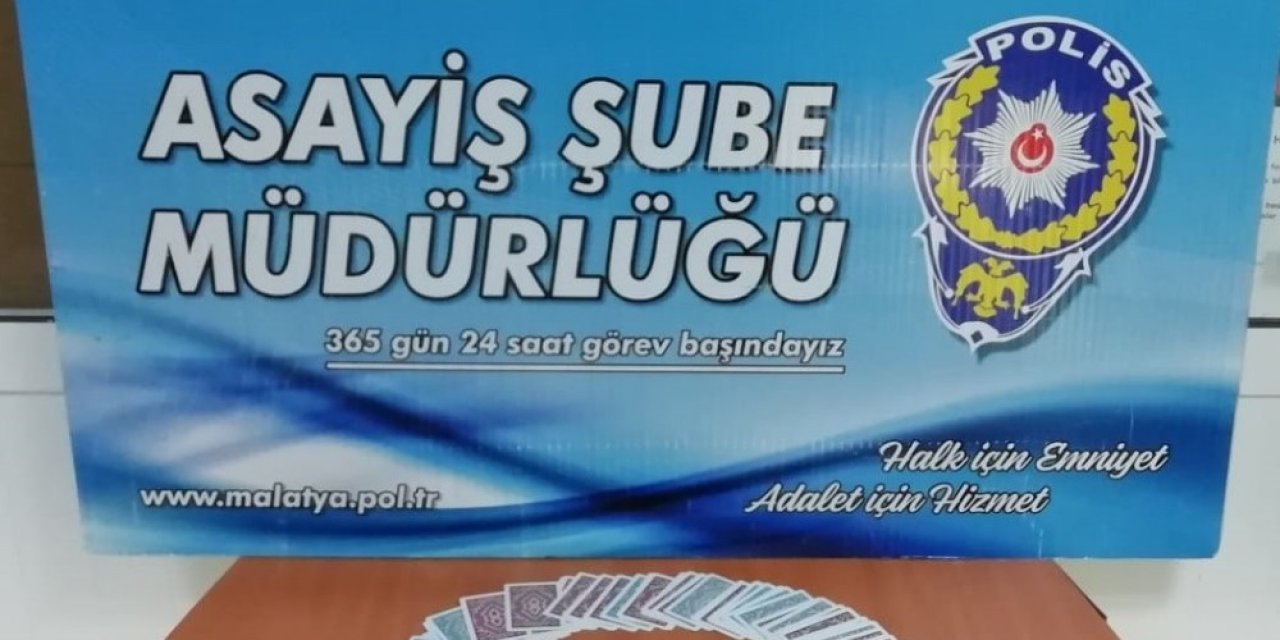 ASAYİŞ ŞUBE
MÜDÜRLÜĞÜ
365 gün 24 saat görev başındayız
POLİS
Halk için Emniyet
Adalet için Hizmet
www.malatya.pol.tr